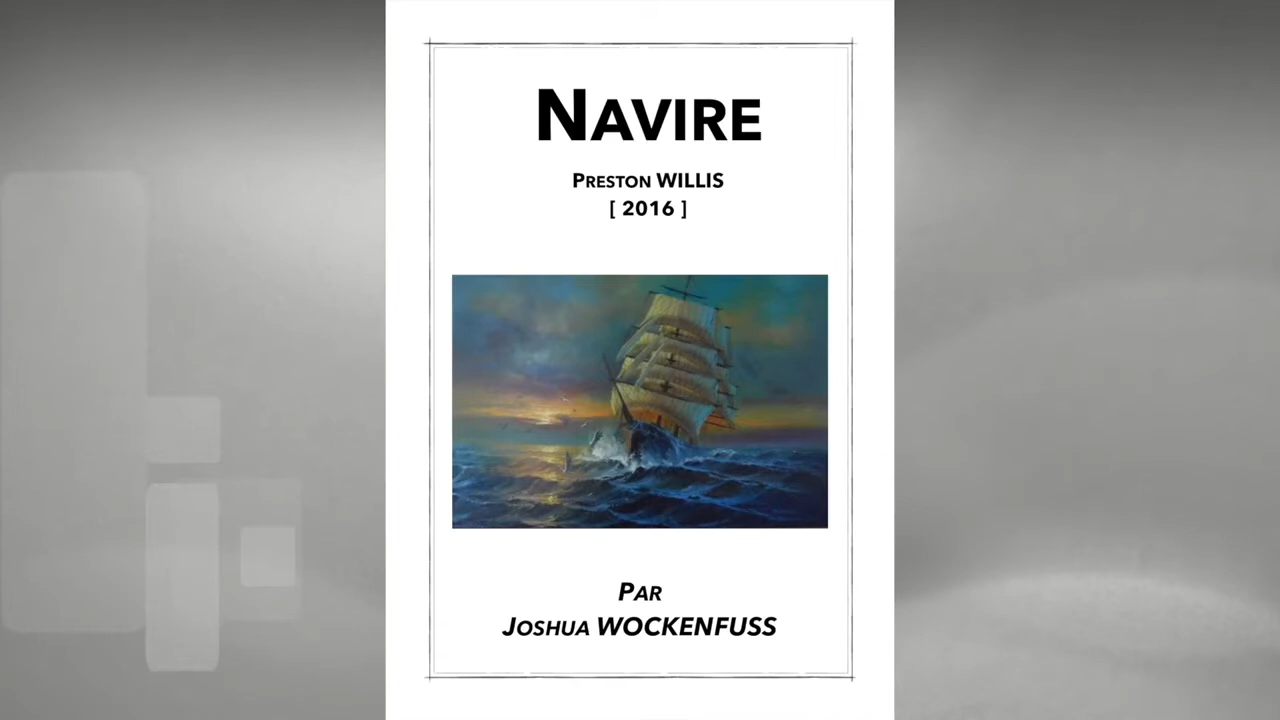 NAVIRE
PRESTON WILLIS
[ 2016 ]
PAR
JOSHUA WOCKENFUSS